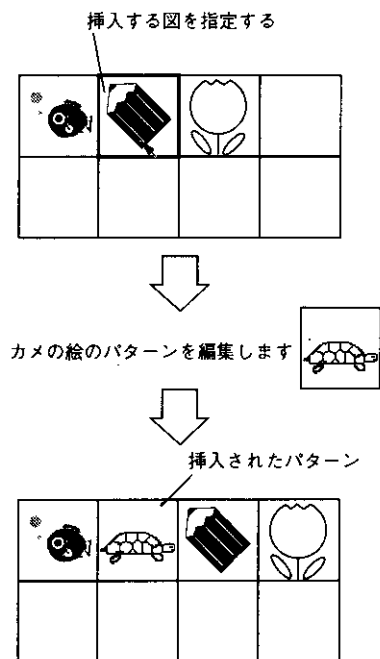 挿入する図を指定する
カメの絵のパターンを編集します
挿入されたパターン